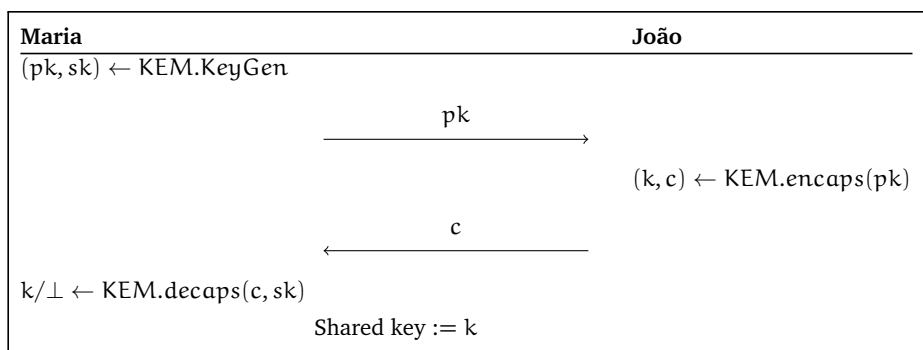 Maria João
(pk, sk) ← KEM.KeyGen
pk
(k, c) ← KEM.encaps(pk)
c
k/⊥ ← KEM.decaps(c, sk)
Shared key := k